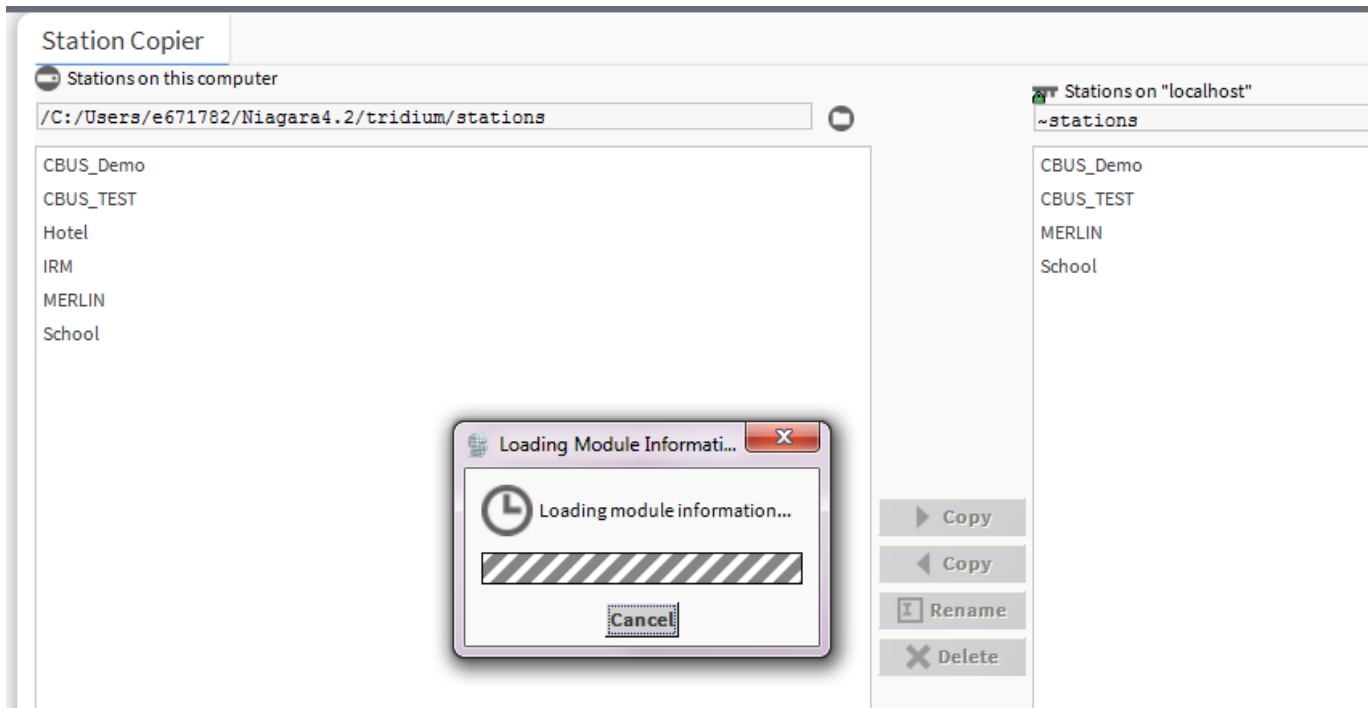 Station Copier
Stations on this computer
/C:/Users/e671782/Niagara4.2/tridium/stations
CBUS_Demo
CBUS_TEST
Hotel
IRM
MERLIN
School
Loading Module Informati...
Loading module information...
Cancel
Copy
Copy
Rename
Delete
Stations on "localhost"
~stations
CBUS_Demo
CBUS_TEST
MERLIN
School